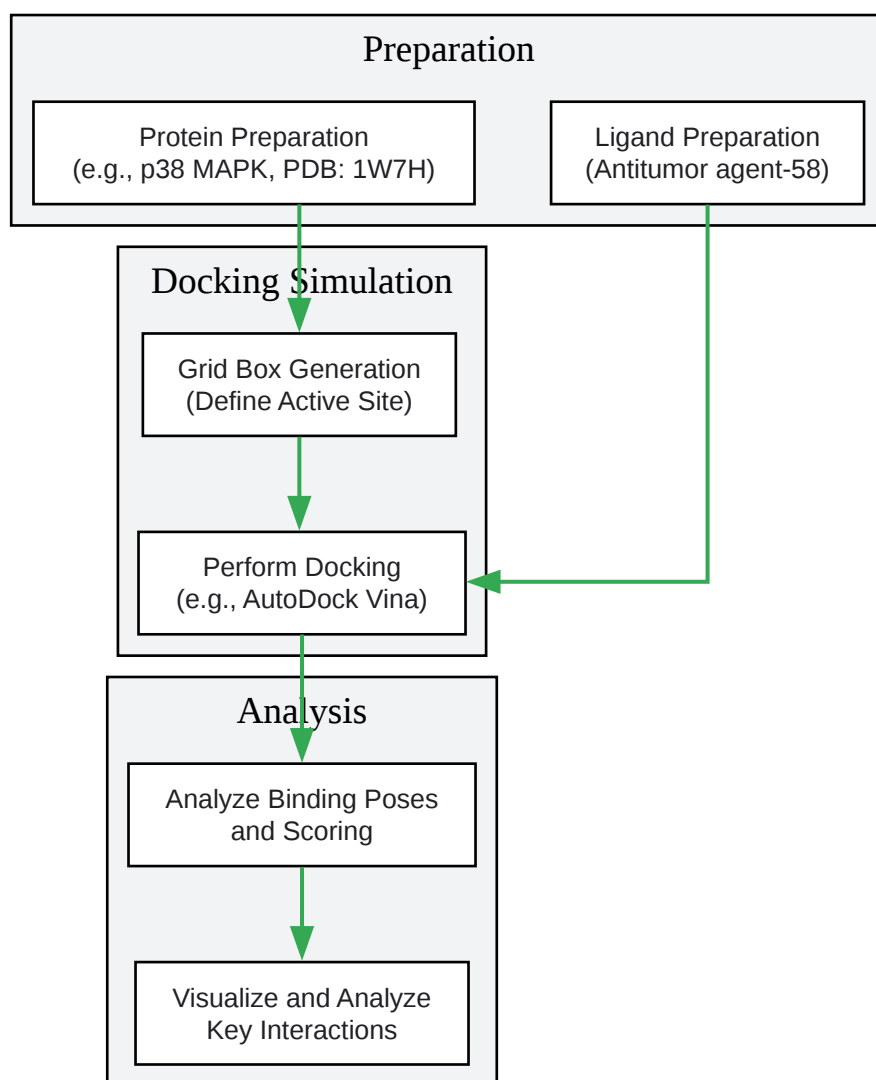 Preparation
Protein Preparation
(e.g., p38 MAPK, PDB: 1W7H)
Ligand Preparation
(Antitumor agent-58)
Docking Simulation
Grid Box Generation
(Define Active Site)
Perform Docking
(e.g., AutoDock Vina)
Analysis
Analyze Binding Poses
and Scoring
Visualize and Analyze
Key Interactions